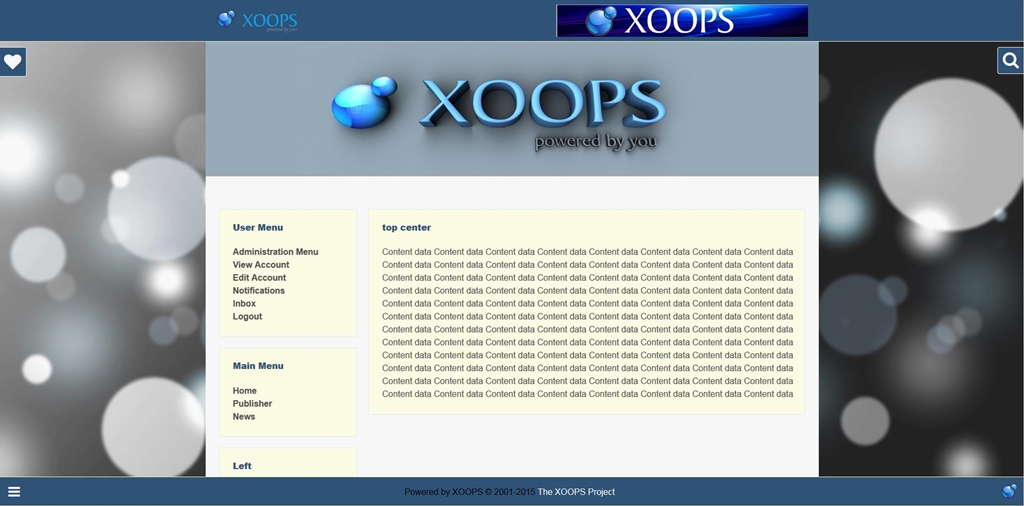 XOOPS
powered by you
XOOPS
XOOPS
powered by you
User Menu
Administration Menu
View Account
Edit Account
Notifications
Inbox
Logout
Main Menu
Home
Publisher
News
Left
top center
Content data Content data Content data Content data Content data Content data Content data Content data
Content data Content data Content data Content data Content data Content data Content data Content data
Content data Content data Content data Content data Content data Content data Content data Content data
Content data Content data Content data Content data Content data Content data Content data Content data
Content data Content data Content data Content data Content data Content data Content data Content data
Content data Content data Content data Content data Content data Content data Content data Content data
Content data Content data Content data Content data Content data Content data Content data Content data
Content data Content data Content data Content data Content data Content data Content data Content data
Content data Content data Content data Content data Content data Content data Content data Content data
Content data Content data Content data Content data Content data Content data Content data Content data
Content data Content data Content data Content data Content data Content data Content data Content data
Content data Content data Content data Content data Content data Content data Content data Content data
Powered by XOOPS © 2001-2015 The XOOPS Project